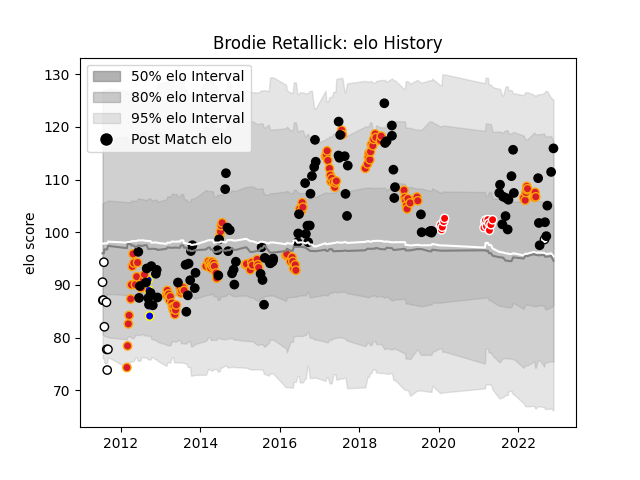 Brodie Retallick: elo History
50% elo Interval
80% elo Interval
95% elo Interval
Post Match elo
elo score
130
120
110
100
90
80
70
2012 2014 2016 2018 2020 2022